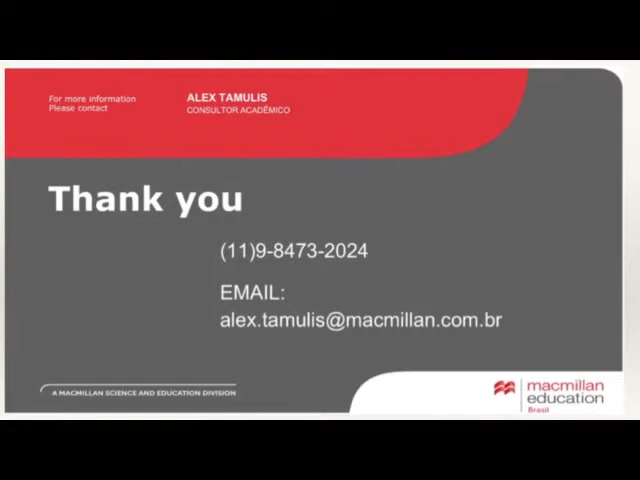 For more information
Please contact
ALEX TAMULIS
CONSULTOR ACADÊMICO
Thank you
(11)9-8473-2024
EMAIL:
alex.tamulis@macmillan.com.br
A MACMILLAN SCIENCE AND EDUCATION DIVISION
macmillan
education
Brasil